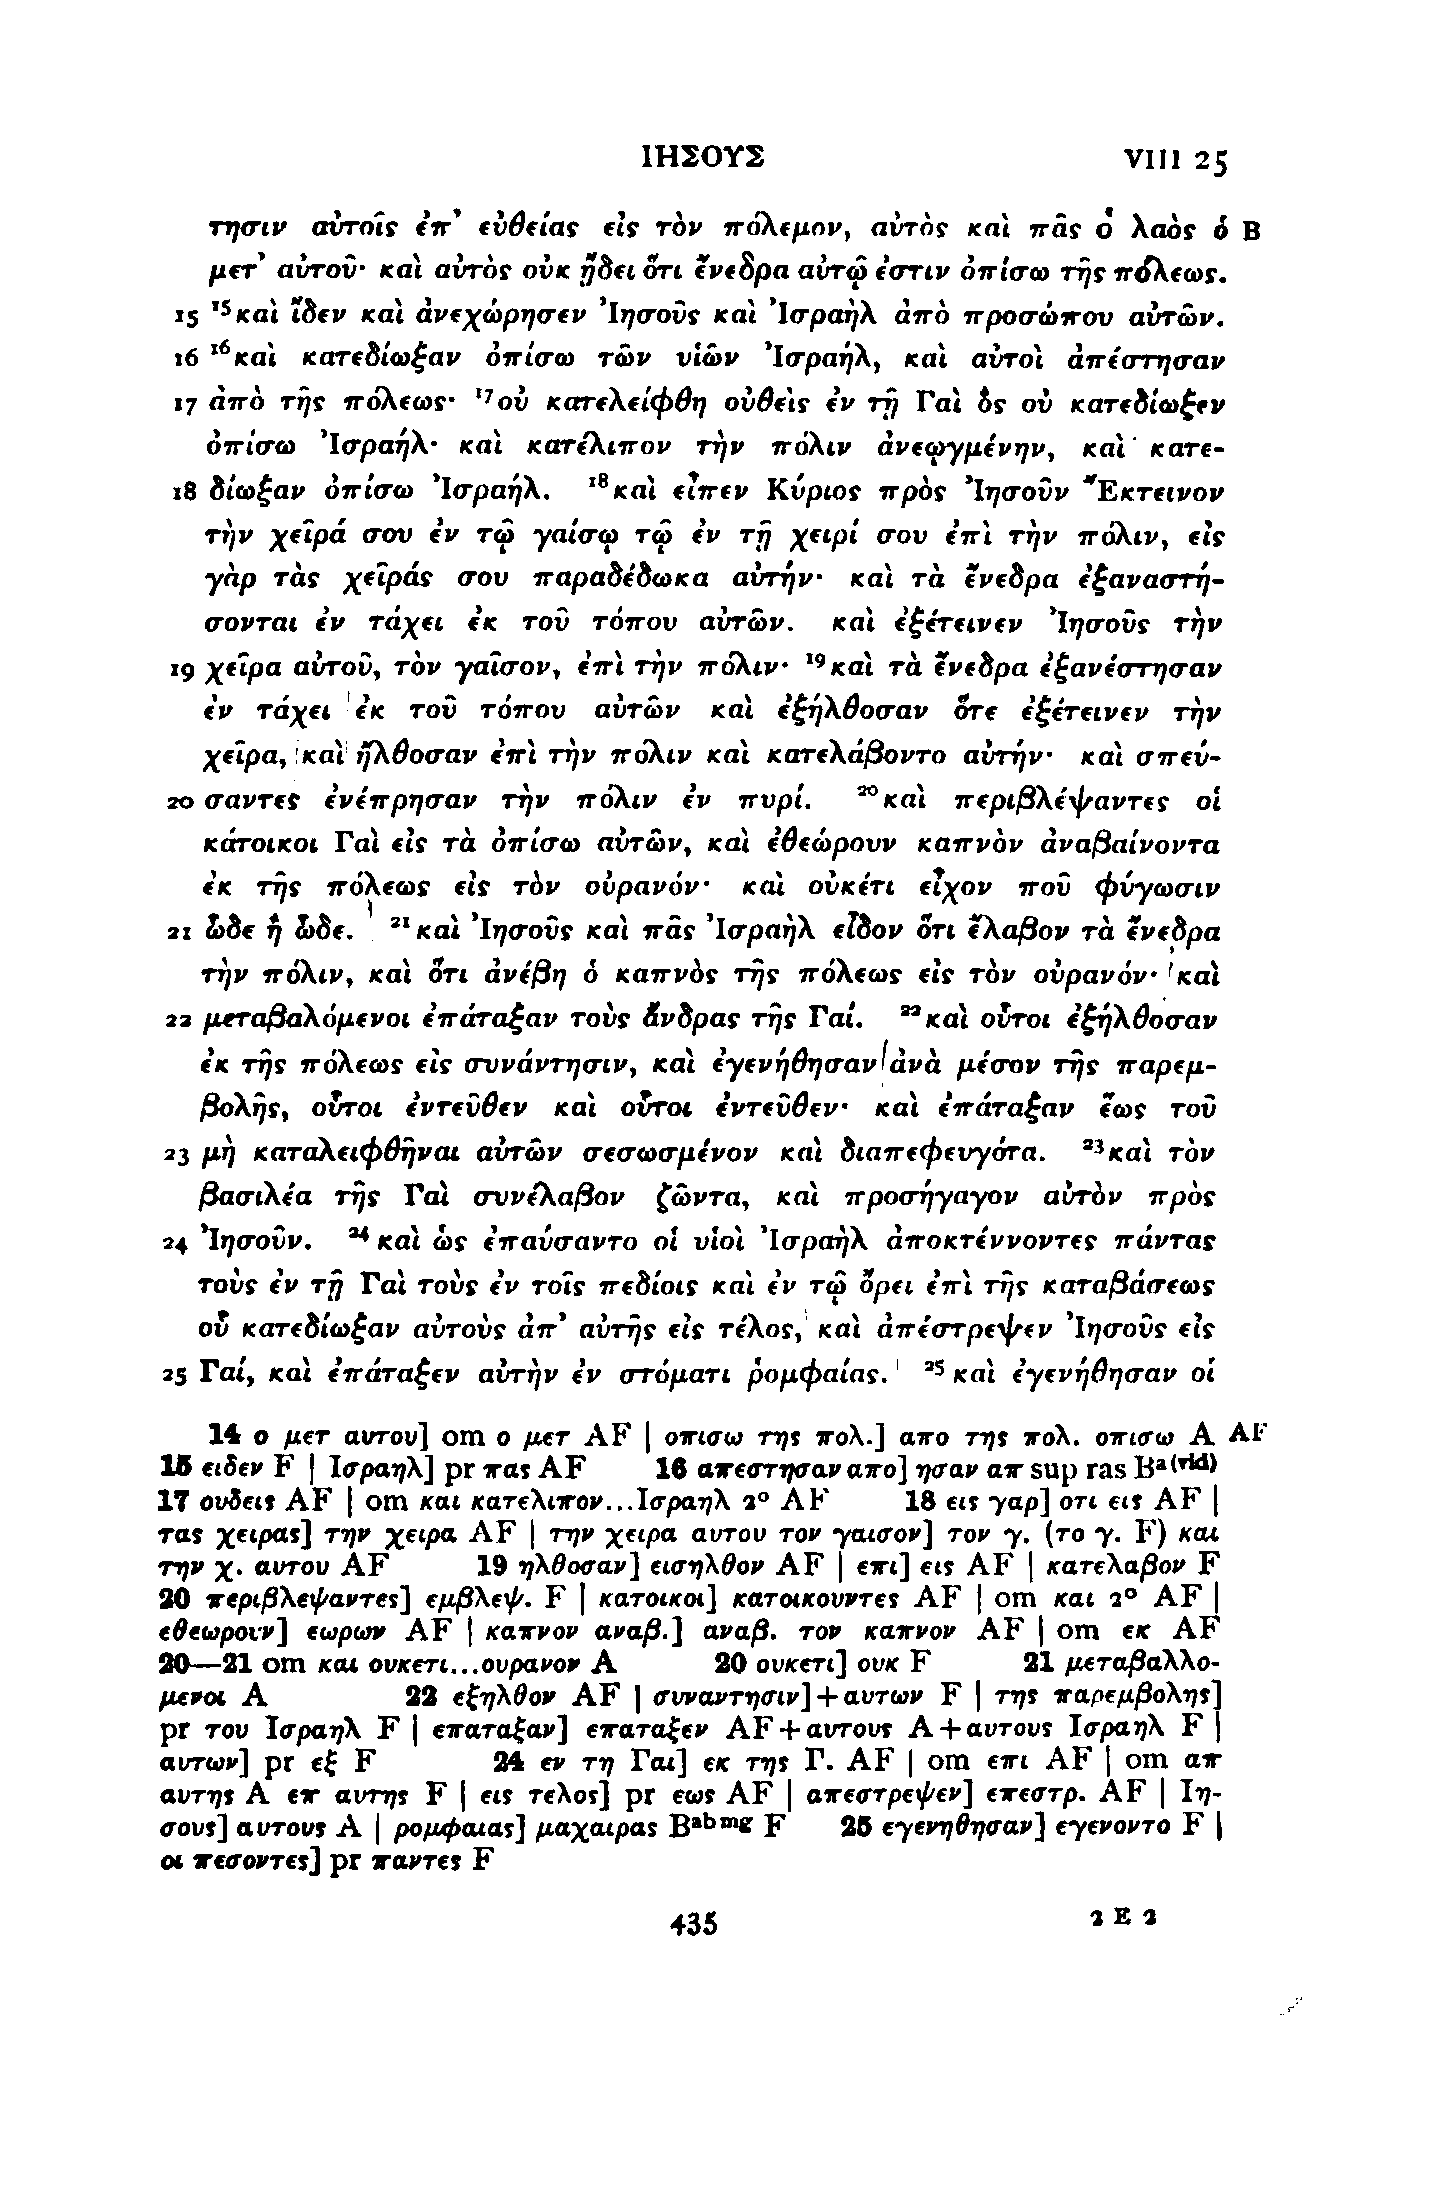 ΙΗΣΟΥΣ VIII 25
τησιν αὐτοῖς ἐπ’ εὐθείας εἰς τὸν πόλεμον, αὐτὸς καὶ πᾶς ὁ λαὸς ὁ B
μετ’ αὐτοῦ· καὶ αὐτὸς οὐκ ᾔδει ὅτι ἔνεδρα αὐτῷ ἐστιν ὀπίσω τῆς πόλεως.
15 ¹⁵καὶ ἴδεν καὶ ἀνεχώρησεν Ἰησοῦς καὶ Ἰσραὴλ ἀπὸ προσώπου αὐτῶν.
16 ¹⁶καὶ κατεδίωξαν ὀπίσω τῶν υἱῶν Ἰσραήλ, καὶ αὐτοὶ ἀπέστησαν
17 ἀπὸ τῆς πόλεως· ¹⁷οὐ κατελείφθη οὐθεὶς ἐν τῇ Γαὶ ὃς οὐ κατεδίωξεν
ὀπίσω Ἰσραήλ· καὶ κατέλιπον τὴν πόλιν ἀνεῳγμένην, καὶ κατε-
18 δίωξαν ὀπίσω Ἰσραήλ. ¹⁸καὶ εἶπεν Κύριος πρὸς Ἰησοῦν Ἔκτεινον
τὴν χεῖρά σου ἐν τῷ γαίσῳ τῷ ἐν τῇ χειρί σου ἐπὶ τὴν πόλιν, εἰς
γὰρ τὰς χεῖράς σου παραδέδωκα αὐτήν· καὶ τὰ ἔνεδρα ἐξαναστή-
σονται ἐν τάχει ἐκ τοῦ τόπου αὐτῶν. καὶ ἐξέτεινεν Ἰησοῦς τὴν
19 χεῖρα αὐτοῦ, τὸν γαῖσον, ἐπὶ τὴν πόλιν· ¹⁹καὶ τὰ ἔνεδρα ἐξανέστησαν
ἐν τάχει ἐκ τοῦ τόπου αὐτῶν καὶ ἐξήλθοσαν ὅτε ἐξέτεινεν τὴν
χεῖρα, καὶ ἤλθοσαν ἐπὶ τὴν πόλιν καὶ κατελάβοντο αὐτήν· καὶ σπεύ-
20 σαντες ἐνέπρησαν τὴν πόλιν ἐν πυρί. ²⁰καὶ περιβλέψαντες οἱ
κάτοικοι Γαὶ εἰς τὰ ὀπίσω αὐτῶν, καὶ ἐθεώρουν καπνὸν ἀναβαίνοντα
ἐκ τῆς πόλεως εἰς τὸν οὐρανόν· καὶ οὐκέτι εἶχον ποῦ φύγωσιν
21 ὧδε ἢ ὧδε. ²¹καὶ Ἰησοῦς καὶ πᾶς Ἰσραὴλ εἶδον ὅτι ἔλαβον τὰ ἔνεδρα
τὴν πόλιν, καὶ ὅτι ἀνέβη ὁ καπνὸς τῆς πόλεως εἰς τὸν οὐρανόν· καὶ
22 μεταβαλόμενοι ἐπάταξαν τοὺς ἄνδρας τῆς Γαί. ²²καὶ οὗτοι ἐξήλθοσαν
ἐκ τῆς πόλεως εἰς συνάντησιν, καὶ ἐγενήθησαν ἀνὰ μέσον τῆς παρεμ-
βολῆς, οὗτοι ἐντεῦθεν καὶ οὗτοι ἐντεῦθεν· καὶ ἐπάταξαν ἕως τοῦ
23 μὴ καταλειφθῆναι αὐτῶν σεσωσμένον καὶ διαπεφευγότα. ²³καὶ τὸν
βασιλέα τῆς Γαὶ συνέλαβον ζῶντα, καὶ προσήγαγον αὐτὸν πρὸς
24 Ἰησοῦν. ²⁴καὶ ὡς ἐπαύσαντο οἱ υἱοὶ Ἰσραὴλ ἀποκτέννοντες πάντας
τοὺς ἐν τῇ Γαὶ τοὺς ἐν τοῖς πεδίοις καὶ ἐν τῷ ὄρει ἐπὶ τῆς καταβάσεως
οὗ κατεδίωξαν αὐτοὺς ἀπ’ αὐτῆς εἰς τέλος, καὶ ἀπέστρεψεν Ἰησοῦς εἰς
25 Γαί, καὶ ἐπάταξεν αὐτὴν ἐν στόματι ῥομφαίας. ²⁵καὶ ἐγενήθησαν οἱ
14 ο μετ αυτου] om ο μετ AF | οπισω της πολ.] απο της πολ. οπισω A AF
15 ειδεν F | Ισραηλ] pr πας AF 16 απεστησαν απο] ησαν απ sup ras Bᵃ⁽ᵛⁱᵈ⁾
17 ουδεις AF | om και κατελιπον...Ισραηλ 2° AF 18 εις γαρ] οτι εις AF |
τας χειρας] την χειρα AF | την χειρα αυτου τον γαισον] τον γ. (το γ. F) και
την χ. αυτου AF 19 ηλθοσαν] εισηλθον AF | επι] εις AF | κατελαβον F
20 περιβλεψαντες] εμβλεψ. F | κατοικοι] κατοικουντες AF | om και 2° AF |
εθεωρουν] εωρων AF | καπνον αναβ.] αναβ. τον καπνον AF | om εκ AF
20—21 om και ουκετι...ουρανον A 20 ουκετι] ουκ F 21 μεταβαλλο-
μενοι A 22 εξηλθον AF | συναντησιν]+αυτων F | της παρεμβολης]
pr του Ισραηλ F | επαταξαν] επαταξεν AF+αυτους A+αυτους Ισραηλ F |
αυτων] pr εξ F 24 εν τη Γαι] εκ της Γ. AF | om επι AF | om απ
αυτης A επ αυτης F | εις τελος] pr εως AF | απεστρεψεν] επεστρ. AF | Ιη-
σους] αυτους A | ρομφαιας] μαχαιρας Bᵃᵇᵐᵍ F 25 εγενηθησαν] εγενοντο F |
οι πεσοντες] pr παντες F
435 2 E 2